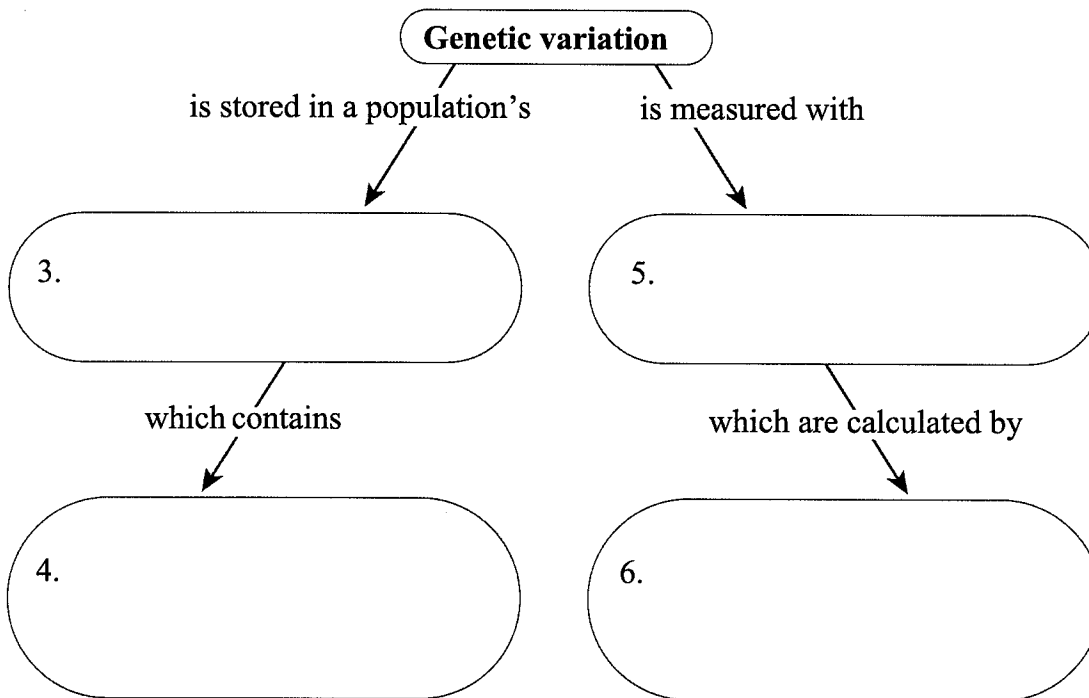 Genetic variation
is stored in a population's
is measured with
3.
5.
which contains
which are calculated by
4.
6.